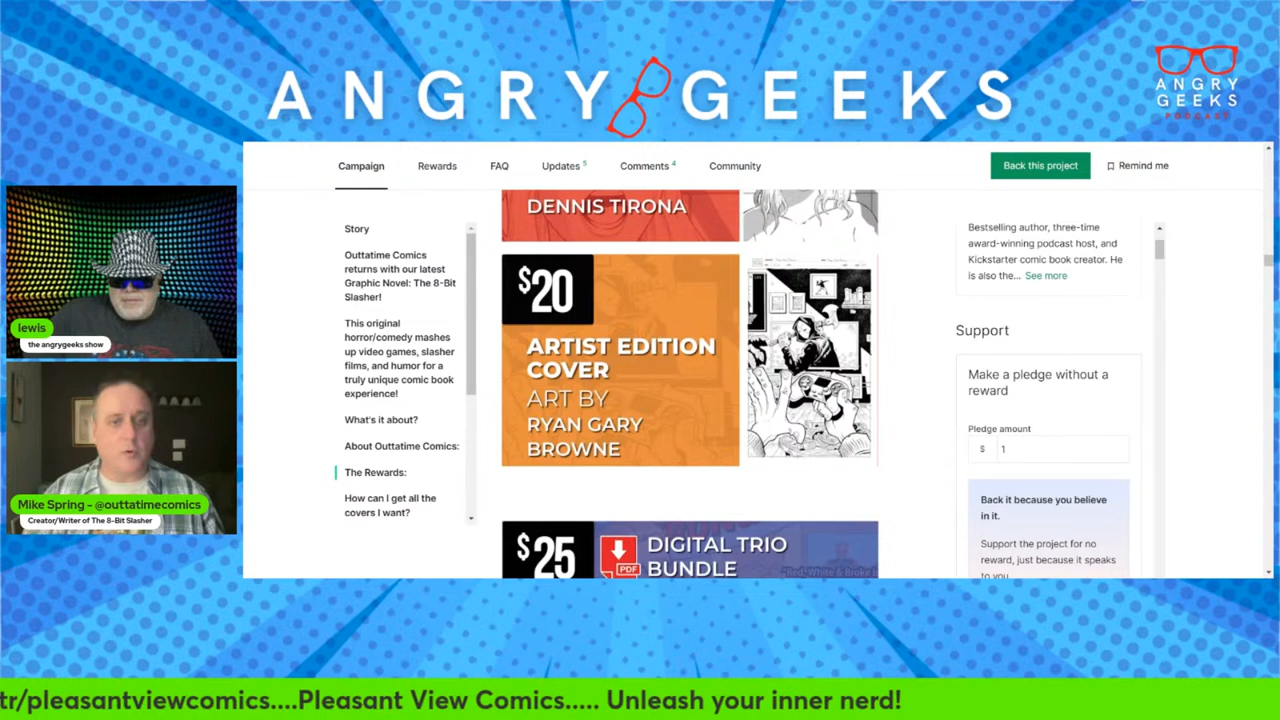 ANGRY GEEKS
ANGRY
GEEKS
PODCAST
Campaign
Rewards
FAQ
Updates 5
Comments 4
Community
Back this project
Remind me
lewis
the angrygeeks show
Mike Spring - @outtatimecomics
Creator/Writer of The 8-Bit Slasher
Story
Outtatime Comics
returns with our latest
Graphic Novel: The 8-Bit
Slasher!
This original
horror/comedy mashes
up video games, slasher
films, and humor for a
truly unique comic book
experience!
What's it about?
About Outtatime Comics:
The Rewards:
How can I get all the
covers I want?
DENNIS TIRONA
$20
ARTIST EDITION
COVER
ART BY
RYAN GARY
BROWNE
$25
PDF
DIGITAL TRIO
BUNDLE
"Red, White & Broke
Bestselling author, three-time
award-winning podcast host, and
Kickstarter comic book creator. He
is also the... See more
Support
Make a pledge without a
reward
Pledge amount
$ 1
Back it because you believe
in it.
Support the project for no
reward, just because it speaks
to you.
tr/pleasantviewcomics....Pleasant View Comics..... Unleash your inner nerd!